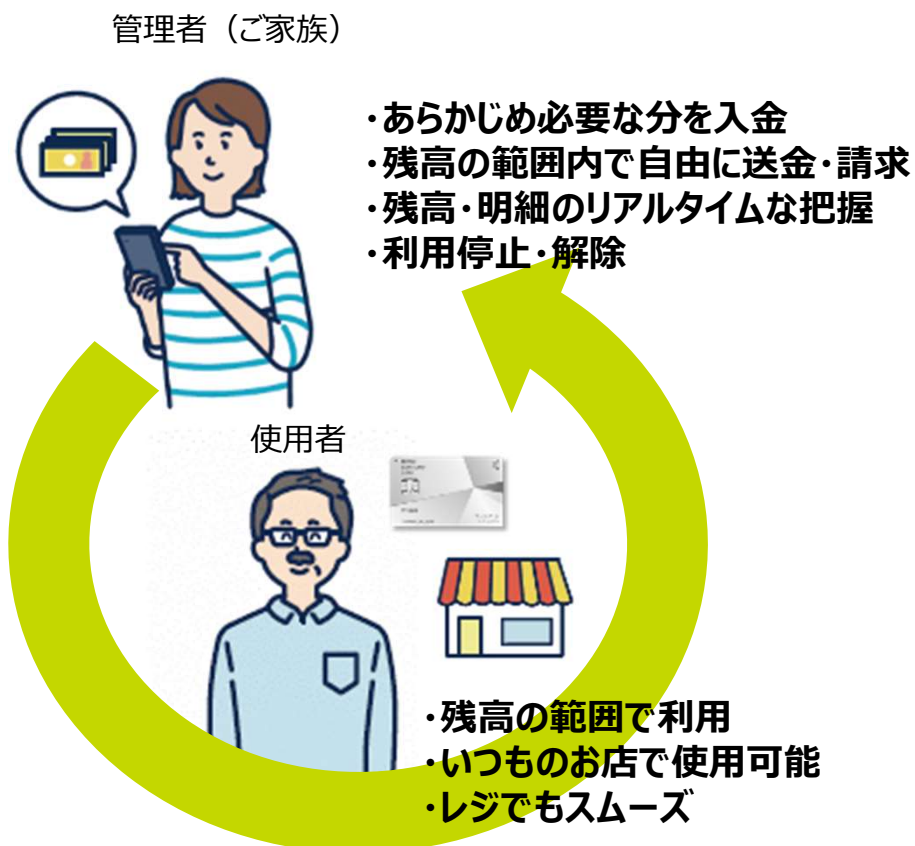 管理者（ご家族）
・あらかじめ必要な分を入金
・残高の範囲内で自由に送金・請求
・残高・明細のリアルタイムな把握
・利用停止・解除
使用者
・残高の範囲で利用
・いつものお店で使用可能
・レジでもスムーズ